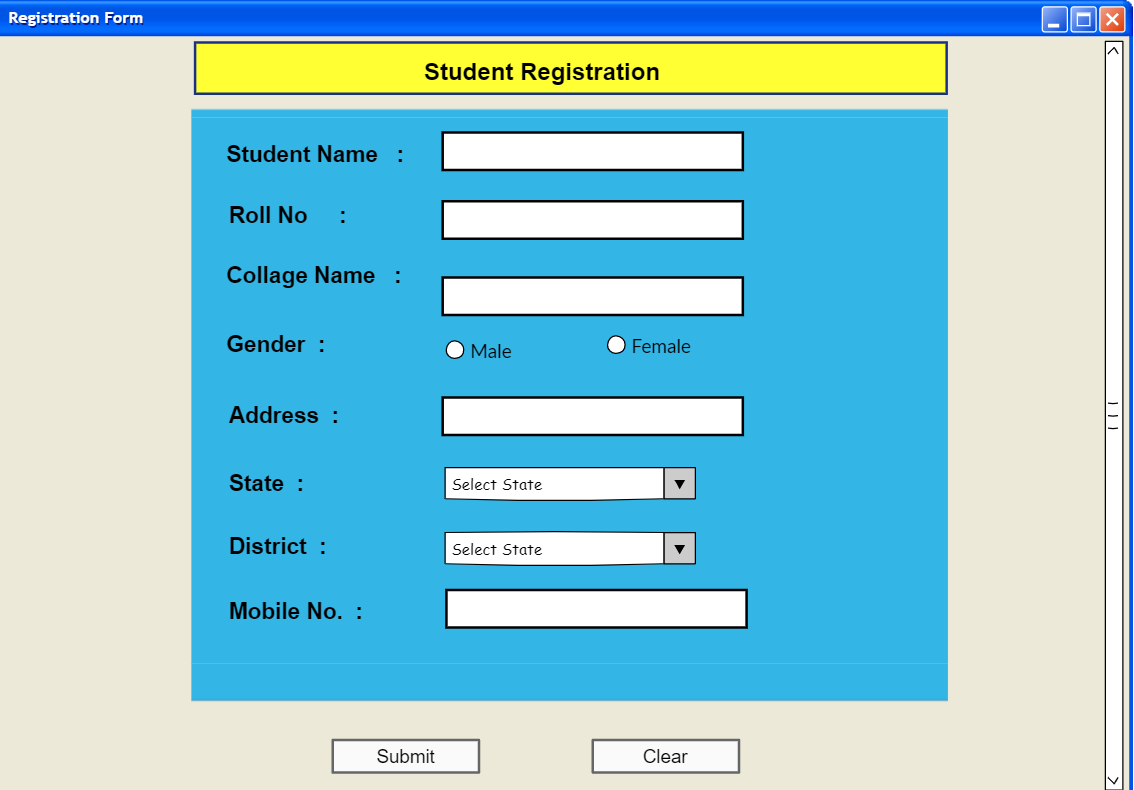 Registration Form
Student Registration
Student Name :
Roll No :
Collage Name :
Gender : Male Female
Address :
State : Select State
District : Select State
Mobile No. :
Submit Clear